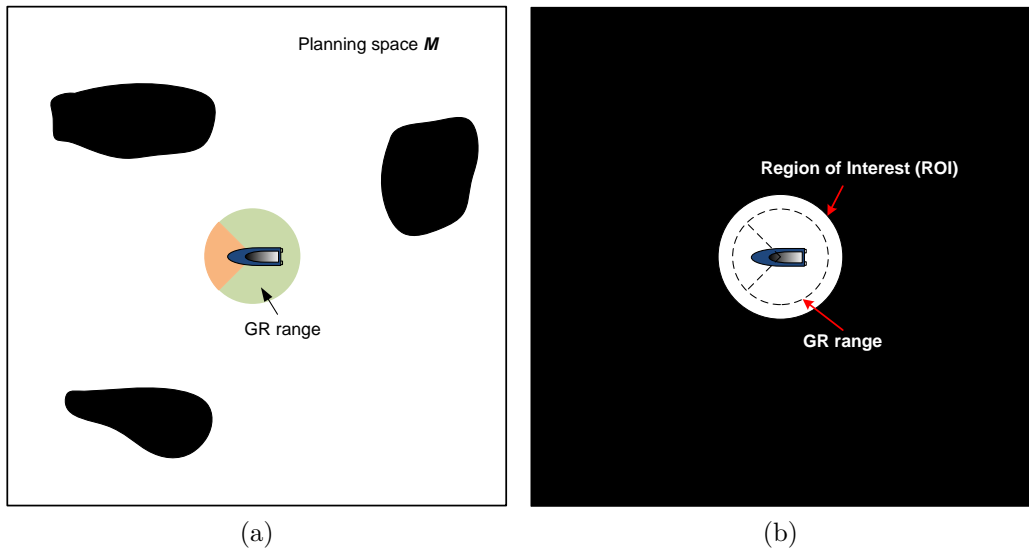 Planning space M
GR range
Region of Interest (ROI)
GR range
(a)
(b)